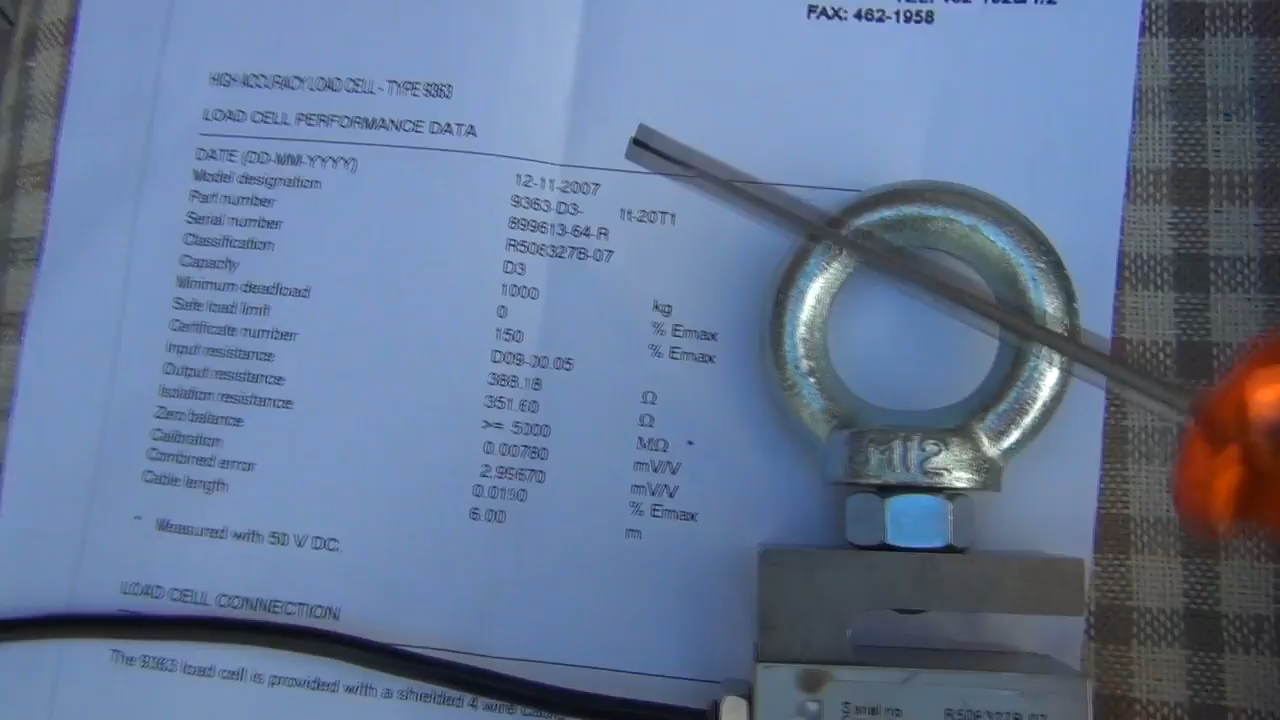 FAX: 462-1958
HIGH ACCURACY LOAD CELL - TYPE 9363
LOAD CELL PERFORMANCE DATA
DATE (DD-MM-YYYY) 12-11-2007
Model designation 9363-D3- 1t-20T1
Part number 899613-64-R
Serial number R506327B-07
Classification D3
Capacity 1000 kg
Minimum deadload 0 % Emax
Safe load limit 150 % Emax
Certificate number D09-00.05
Input resistance 388.18 Ω
Output resistance 351.60 Ω
Isolation resistance >= 5000 MΩ *
Zero balance 0.00780 mV/V
Calibration 2.99670 mV/V
Combined error % Emax
Cable length 6.00 m
* Measured with 50 V DC.
LOAD CELL CONNECTION
The 9363 load cell is provided with a shielded 4 wire
M12
Serial no R506327B-07